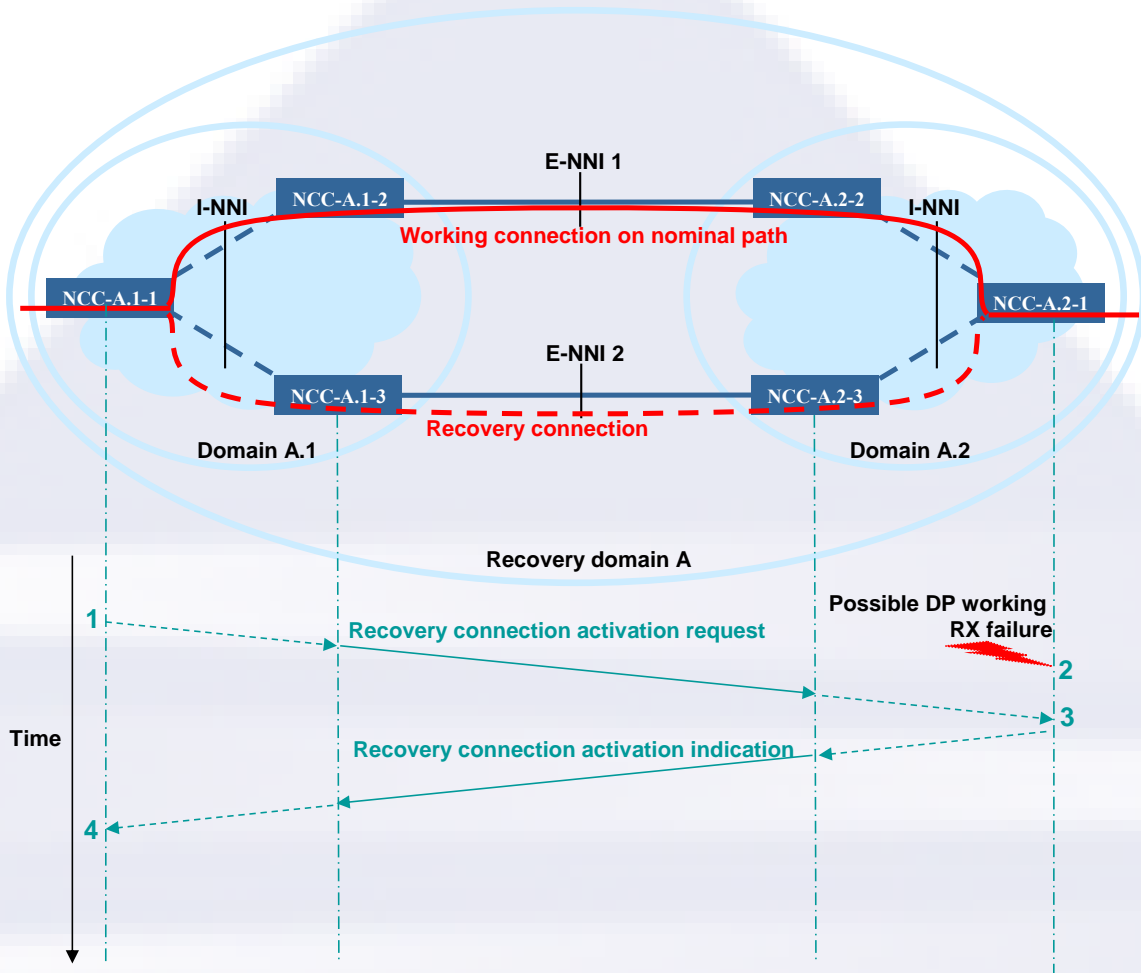 E-NNI 1
NCC-A.1-2
NCC-A.2-2
I-NNI
I-NNI
Working connection on nominal path
NCC-A.1-1
NCC-A.2-1
E-NNI 2
NCC-A.1-3
NCC-A.2-3
Recovery connection
Domain A.1
Domain A.2
Recovery domain A
Possible DP working
RX failure
1
Recovery connection activation request
2
3
Time
Recovery connection activation indication
4